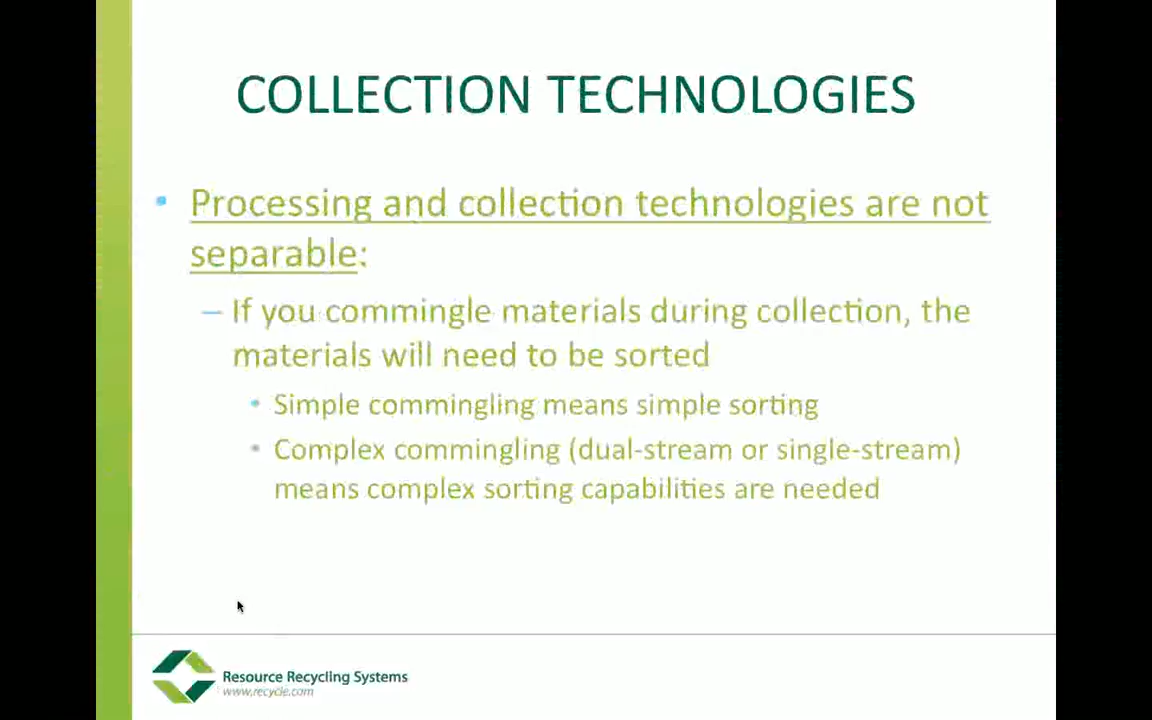 COLLECTION TECHNOLOGIES
• Processing and collection technologies are not
separable:
– If you commingle materials during collection, the
materials will need to be sorted
• Simple commingling means simple sorting
• Complex commingling (dual-stream or single-stream)
means complex sorting capabilities are needed
Resource Recycling Systems
www.recycle.com